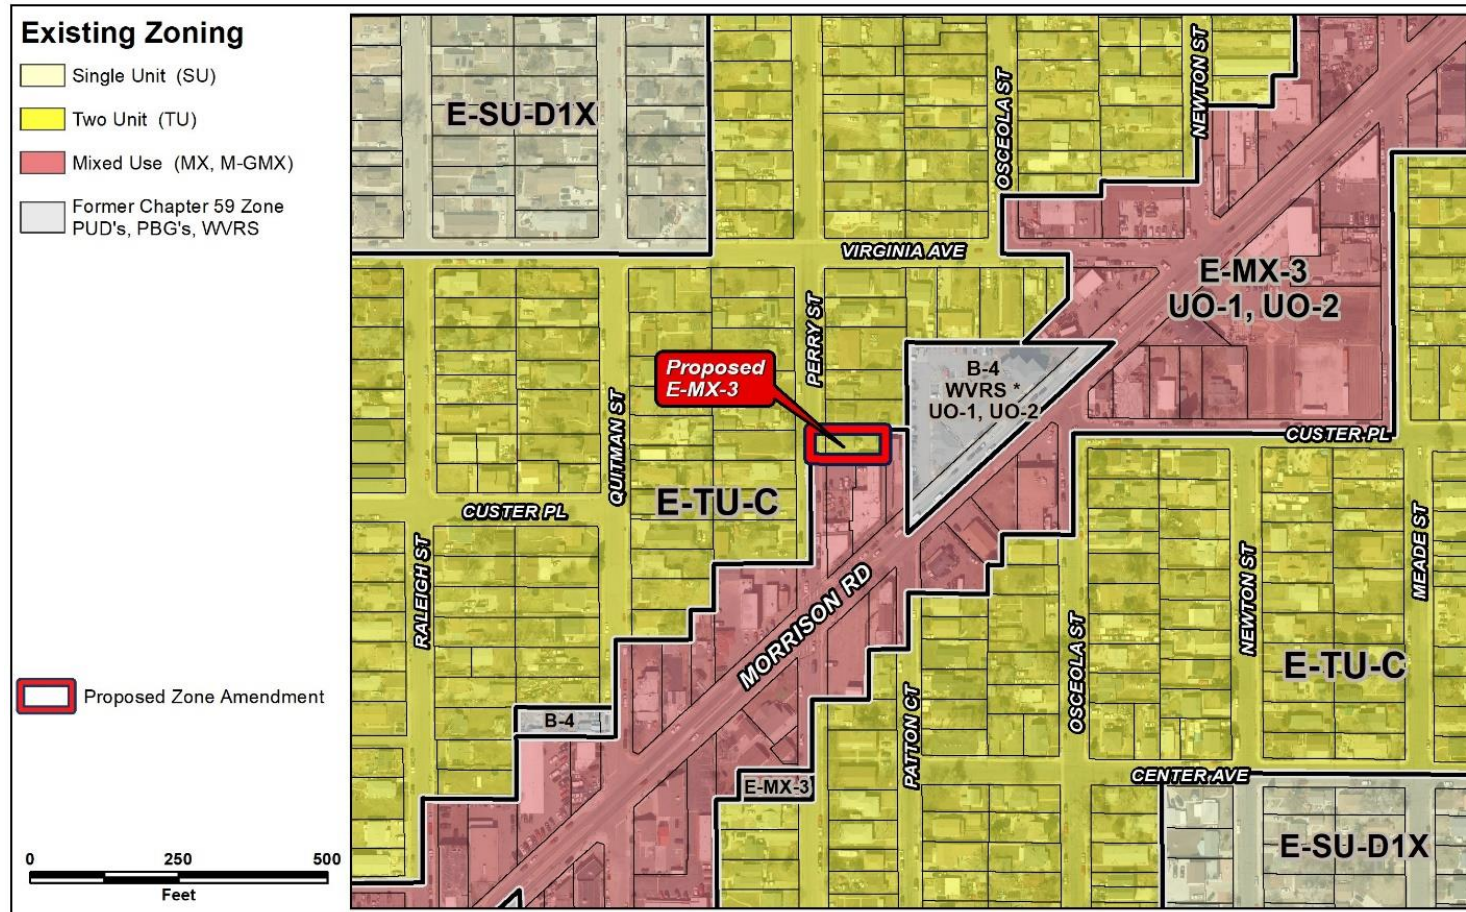 Existing Zoning
Single Unit (SU)
Two Unit (TU)
Mixed Use (MX, M-GMX)
Former Chapter 59 Zone
PUD's, PBG's, WVRS
Proposed Zone Amendment
0 250 500
Feet
E-SU-D1X
OSCEOLA ST
NEWTON ST
VIRGINIA AVE
E-MX-3
UO-1, UO-2
PERRY ST
Proposed
E-MX-3
B-4
WVRS *
UO-1, UO-2
QUITMAN ST
CUSTER PL
E-TU-C
CUSTER PL
RALEIGH ST
MORRISON RD
NEWTON ST
MEADE ST
OSCEOLA ST
E-TU-C
PATTON CT
B-4
E-MX-3
CENTER AVE
E-SU-D1X